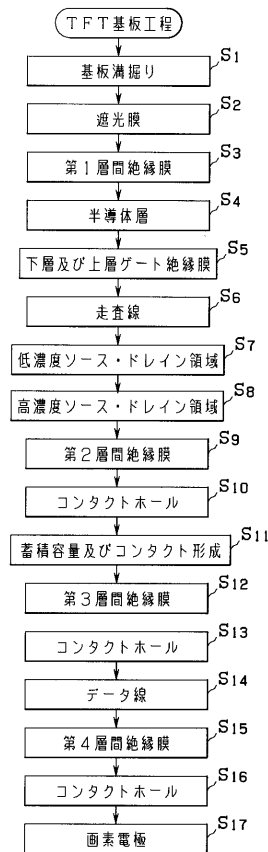 TFT基板工程
S1
基板溝掘り
S2
遮光膜
S3
第1層間絶縁膜
S4
半導体層
S5
下層及び上層ゲート絶縁膜
S6
走査線
S7
低濃度ソース・ドレイン領域
S8
高濃度ソース・ドレイン領域
S9
第2層間絶縁膜
S10
コンタクトホール
S11
蓄積容量及びコンタクト形成
S12
第3層間絶縁膜
S13
コンタクトホール
S14
データ線
S15
第4層間絶縁膜
S16
コンタクトホール
S17
画素電極